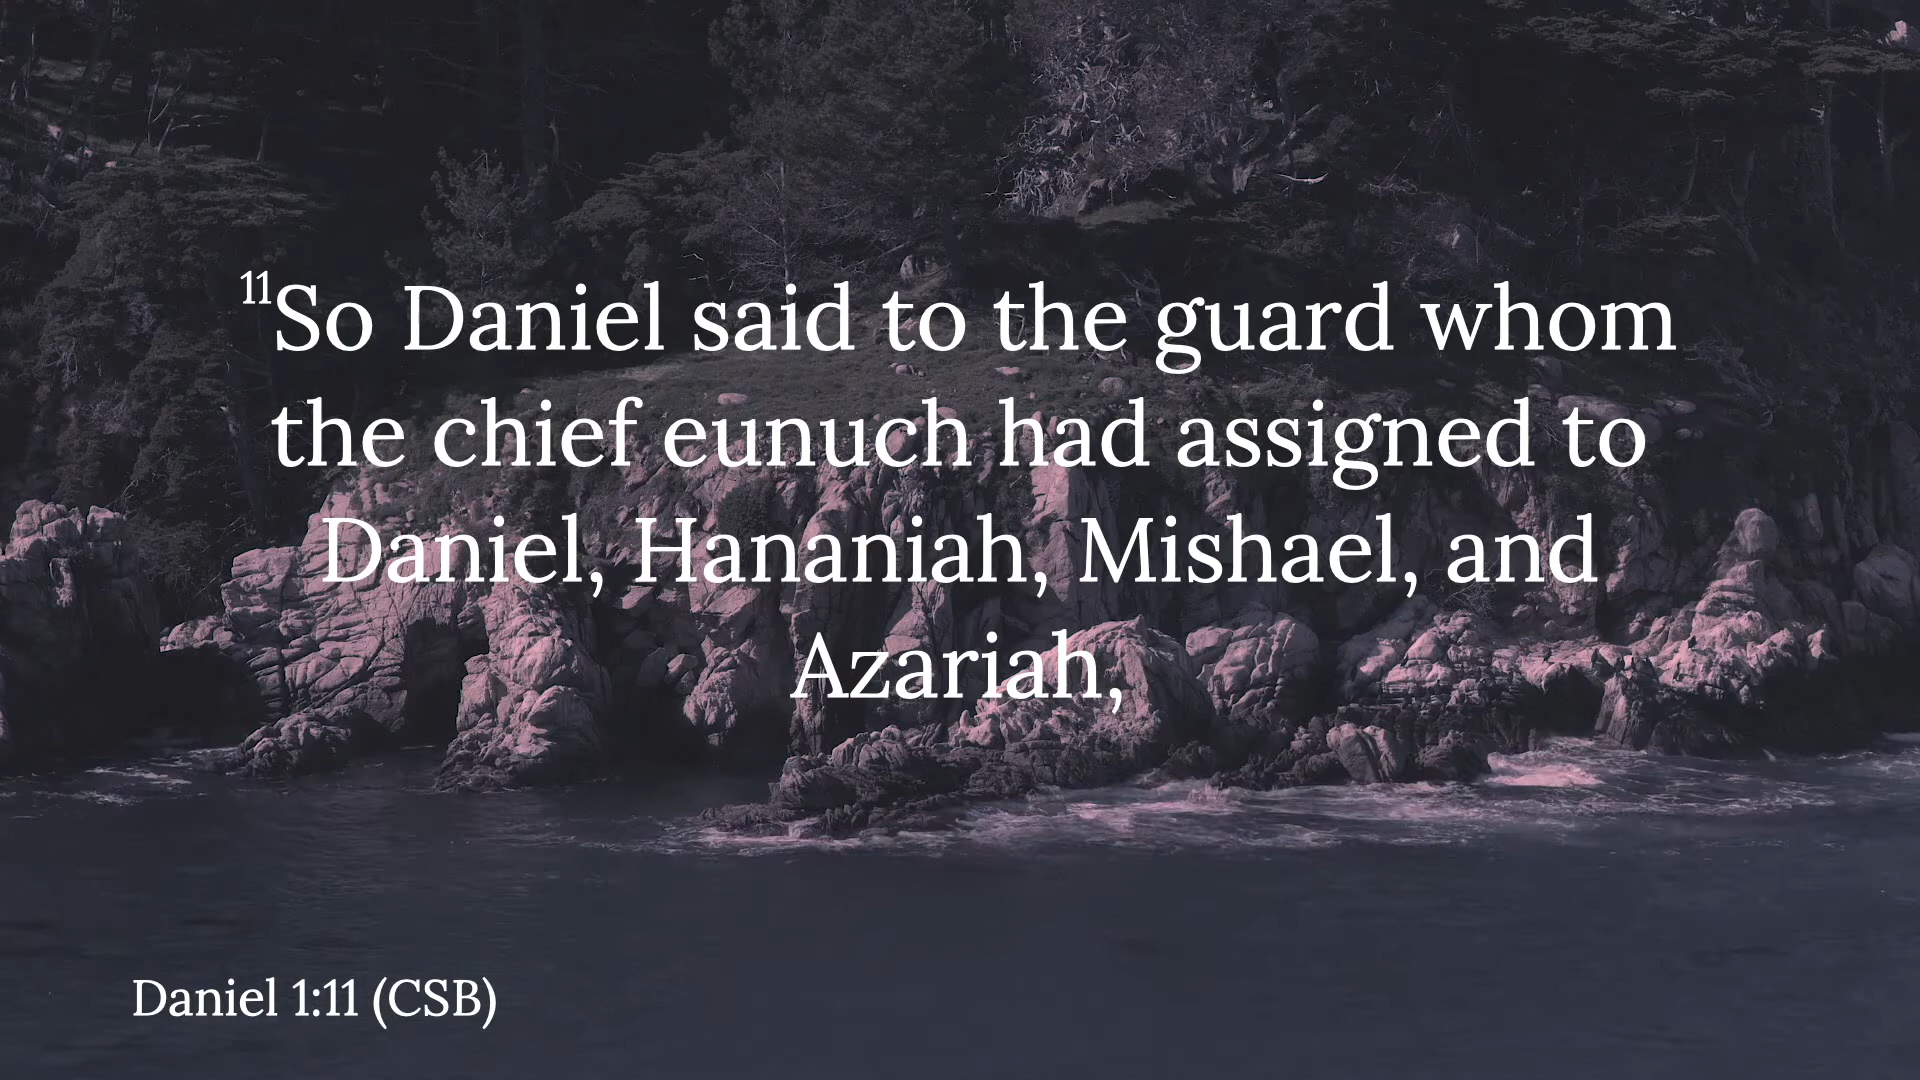 11So Daniel said to the guard whom
the chief eunuch had assigned to
Daniel, Hananiah, Mishael, and
Azariah,
Daniel 1:11 (CSB)